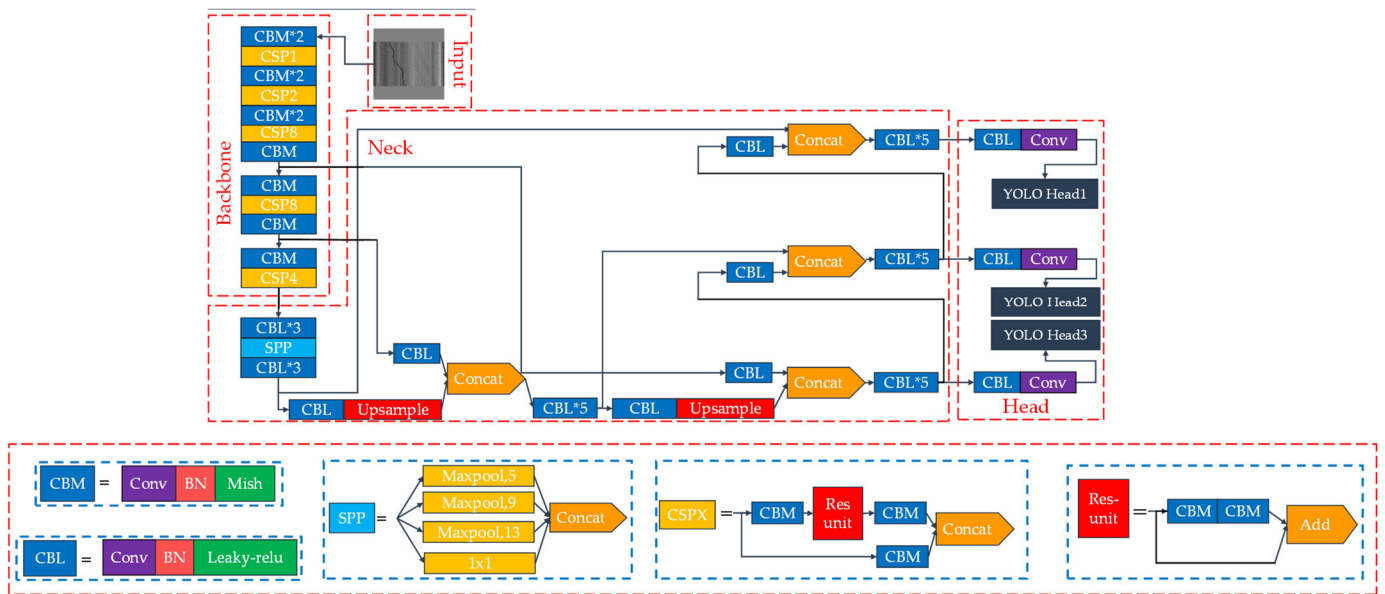 CBM*2
CSP1
CBM*2
CSP2
CBM*2
CSP8
CBM
CBM
CSP8
CBM
CBM
CSP4
Backbone
Input
Neck
CBL*3
SPP
CBL*3
CBL
Upsample
CBL
Concat
CBL*5
CBL
Upsample
CBL
Concat
CBL*5
CBL
Concat
CBL*5
CBL
Concat
CBL*5
CBL
Conv
YOLO Head1
CBL
Conv
YOLO Head2
YOLO Head3
CBL
Conv
Head
CBM = Conv BN Mish
CBL = Conv BN Leaky-relu
SPP =
Maxpool,5
Maxpool,9
Maxpool,13
1x1
Concat
CSPX =
CBM
Res
unit
CBM
CBM
Concat
Res-
unit
=
CBM CBM
Add